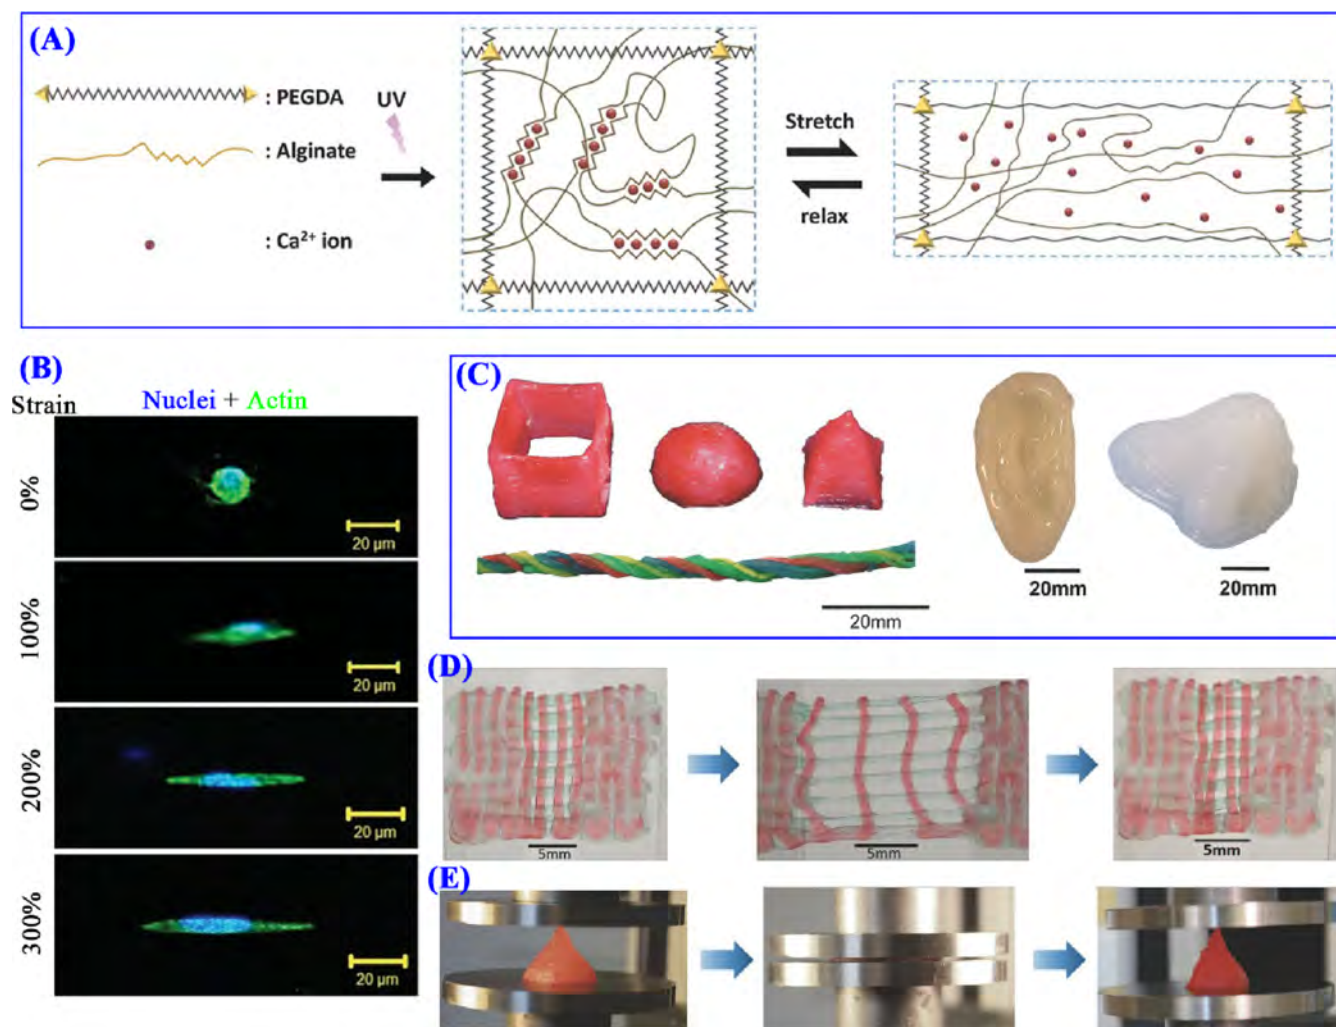 (A)
: PEGDA
: Alginate
: Ca²⁺ ion
UV
Stretch
relax
(B)
Strain
Nuclei + Actin
0%
20 μm
100%
20 μm
200%
20 μm
300%
20 μm
(C)
20mm
20mm
20mm
(D)
5mm
5mm
5mm
(E)